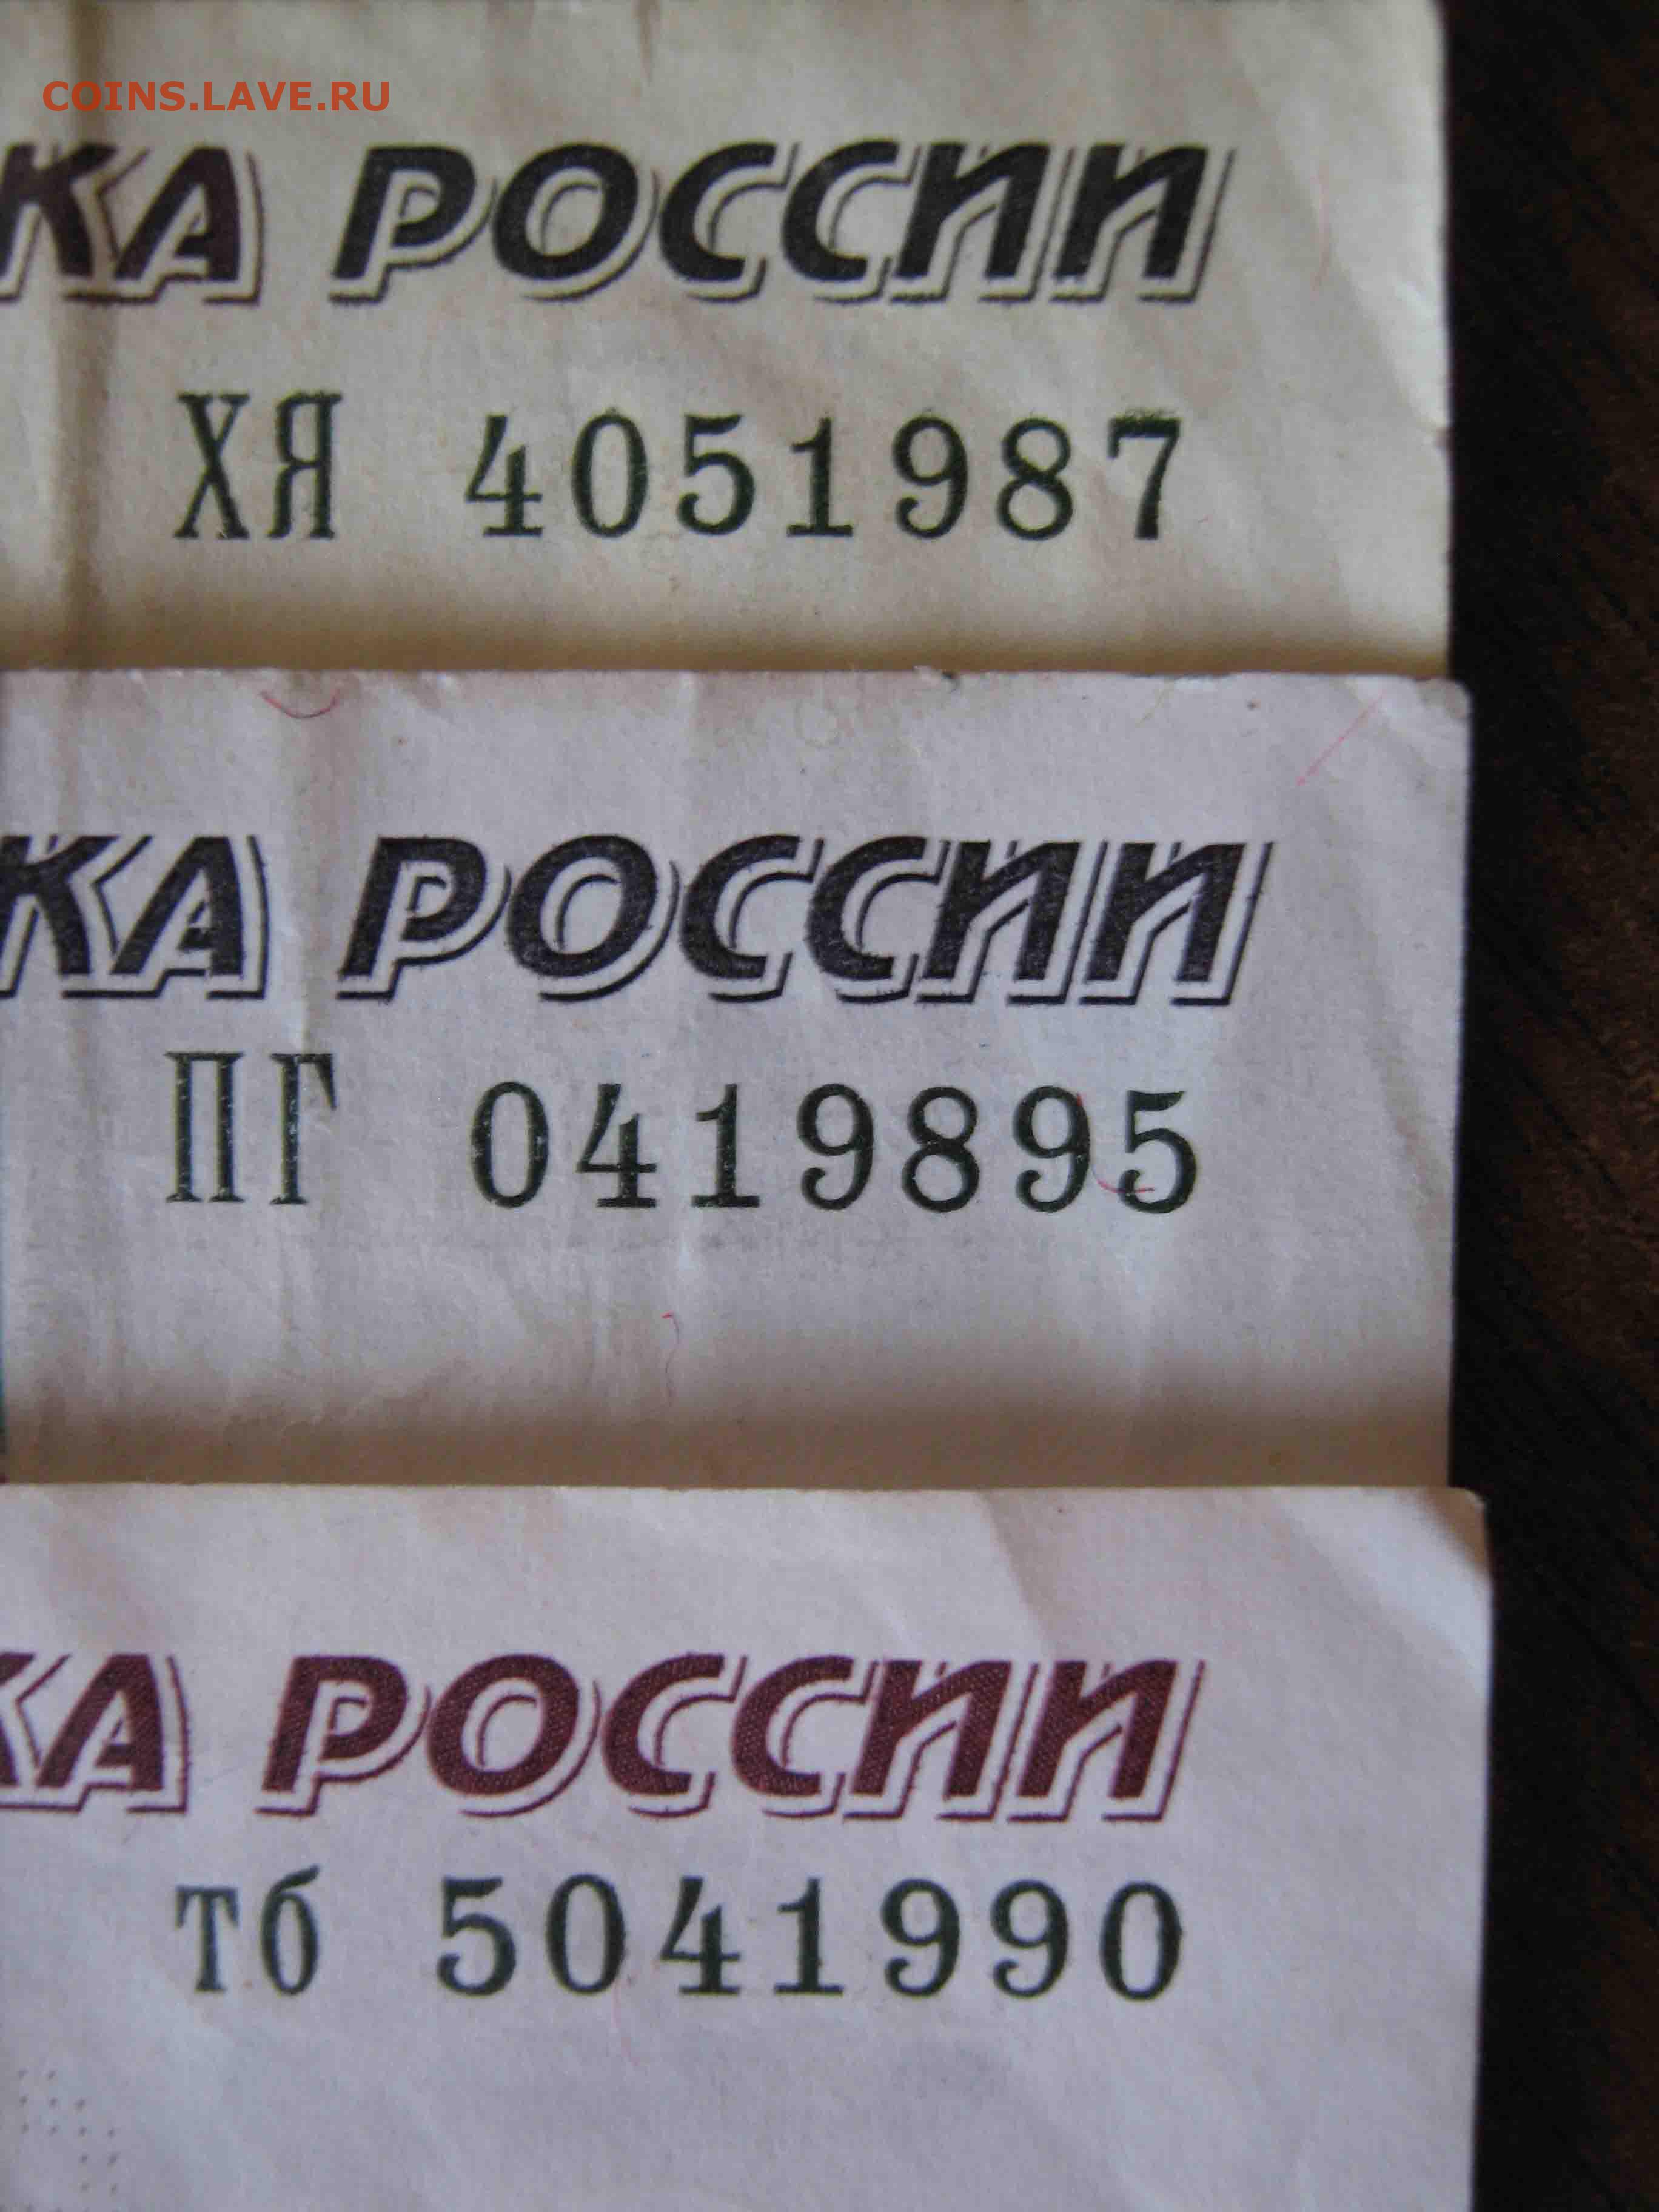 COINS.LAVE.RU
КА РОССИИ
ХЯ 4051987
КА РОССИИ
ПГ 0419895
КА РОССИИ
тб 5041990